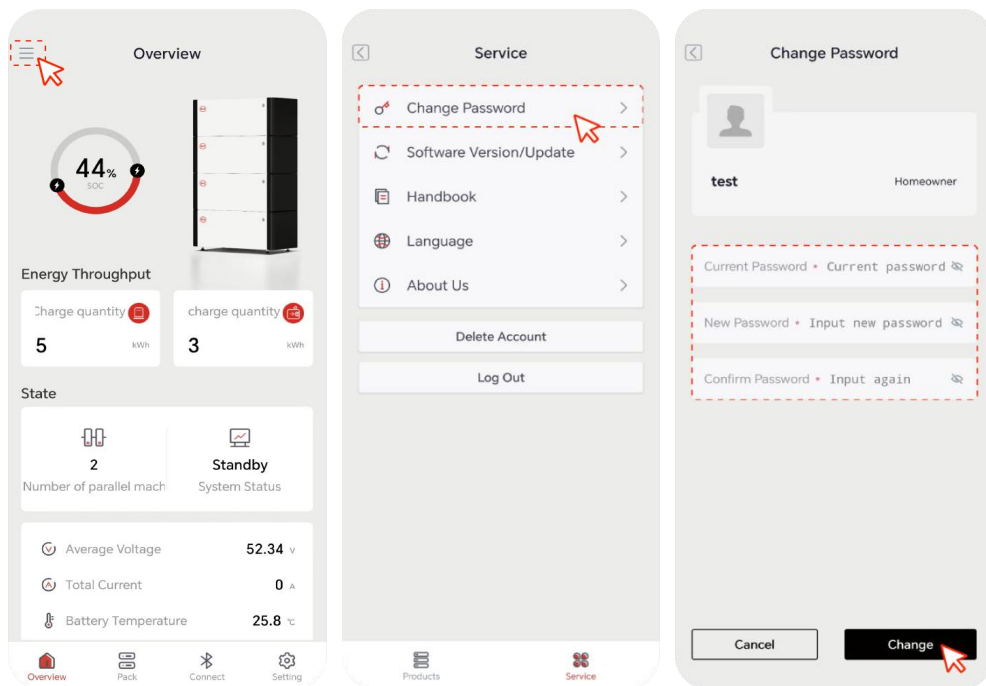 Overview
44%
SOC
Energy Throughput
Charge quantity
5 kWh
charge quantity
3 kWh
State
2
Number of parallel mach
Standby
System Status
Average Voltage 52.34 V
Total Current 0 A
Battery Temperature 25.8 ℃
Overview Pack Connect Setting
Service
Change Password
Software Version/Update
Handbook
Language
About Us
Delete Account
Log Out
Products Service
Change Password
test Homeowner
Current Password • Current password
New Password • Input new password
Confirm Password • Input again
Cancel Change